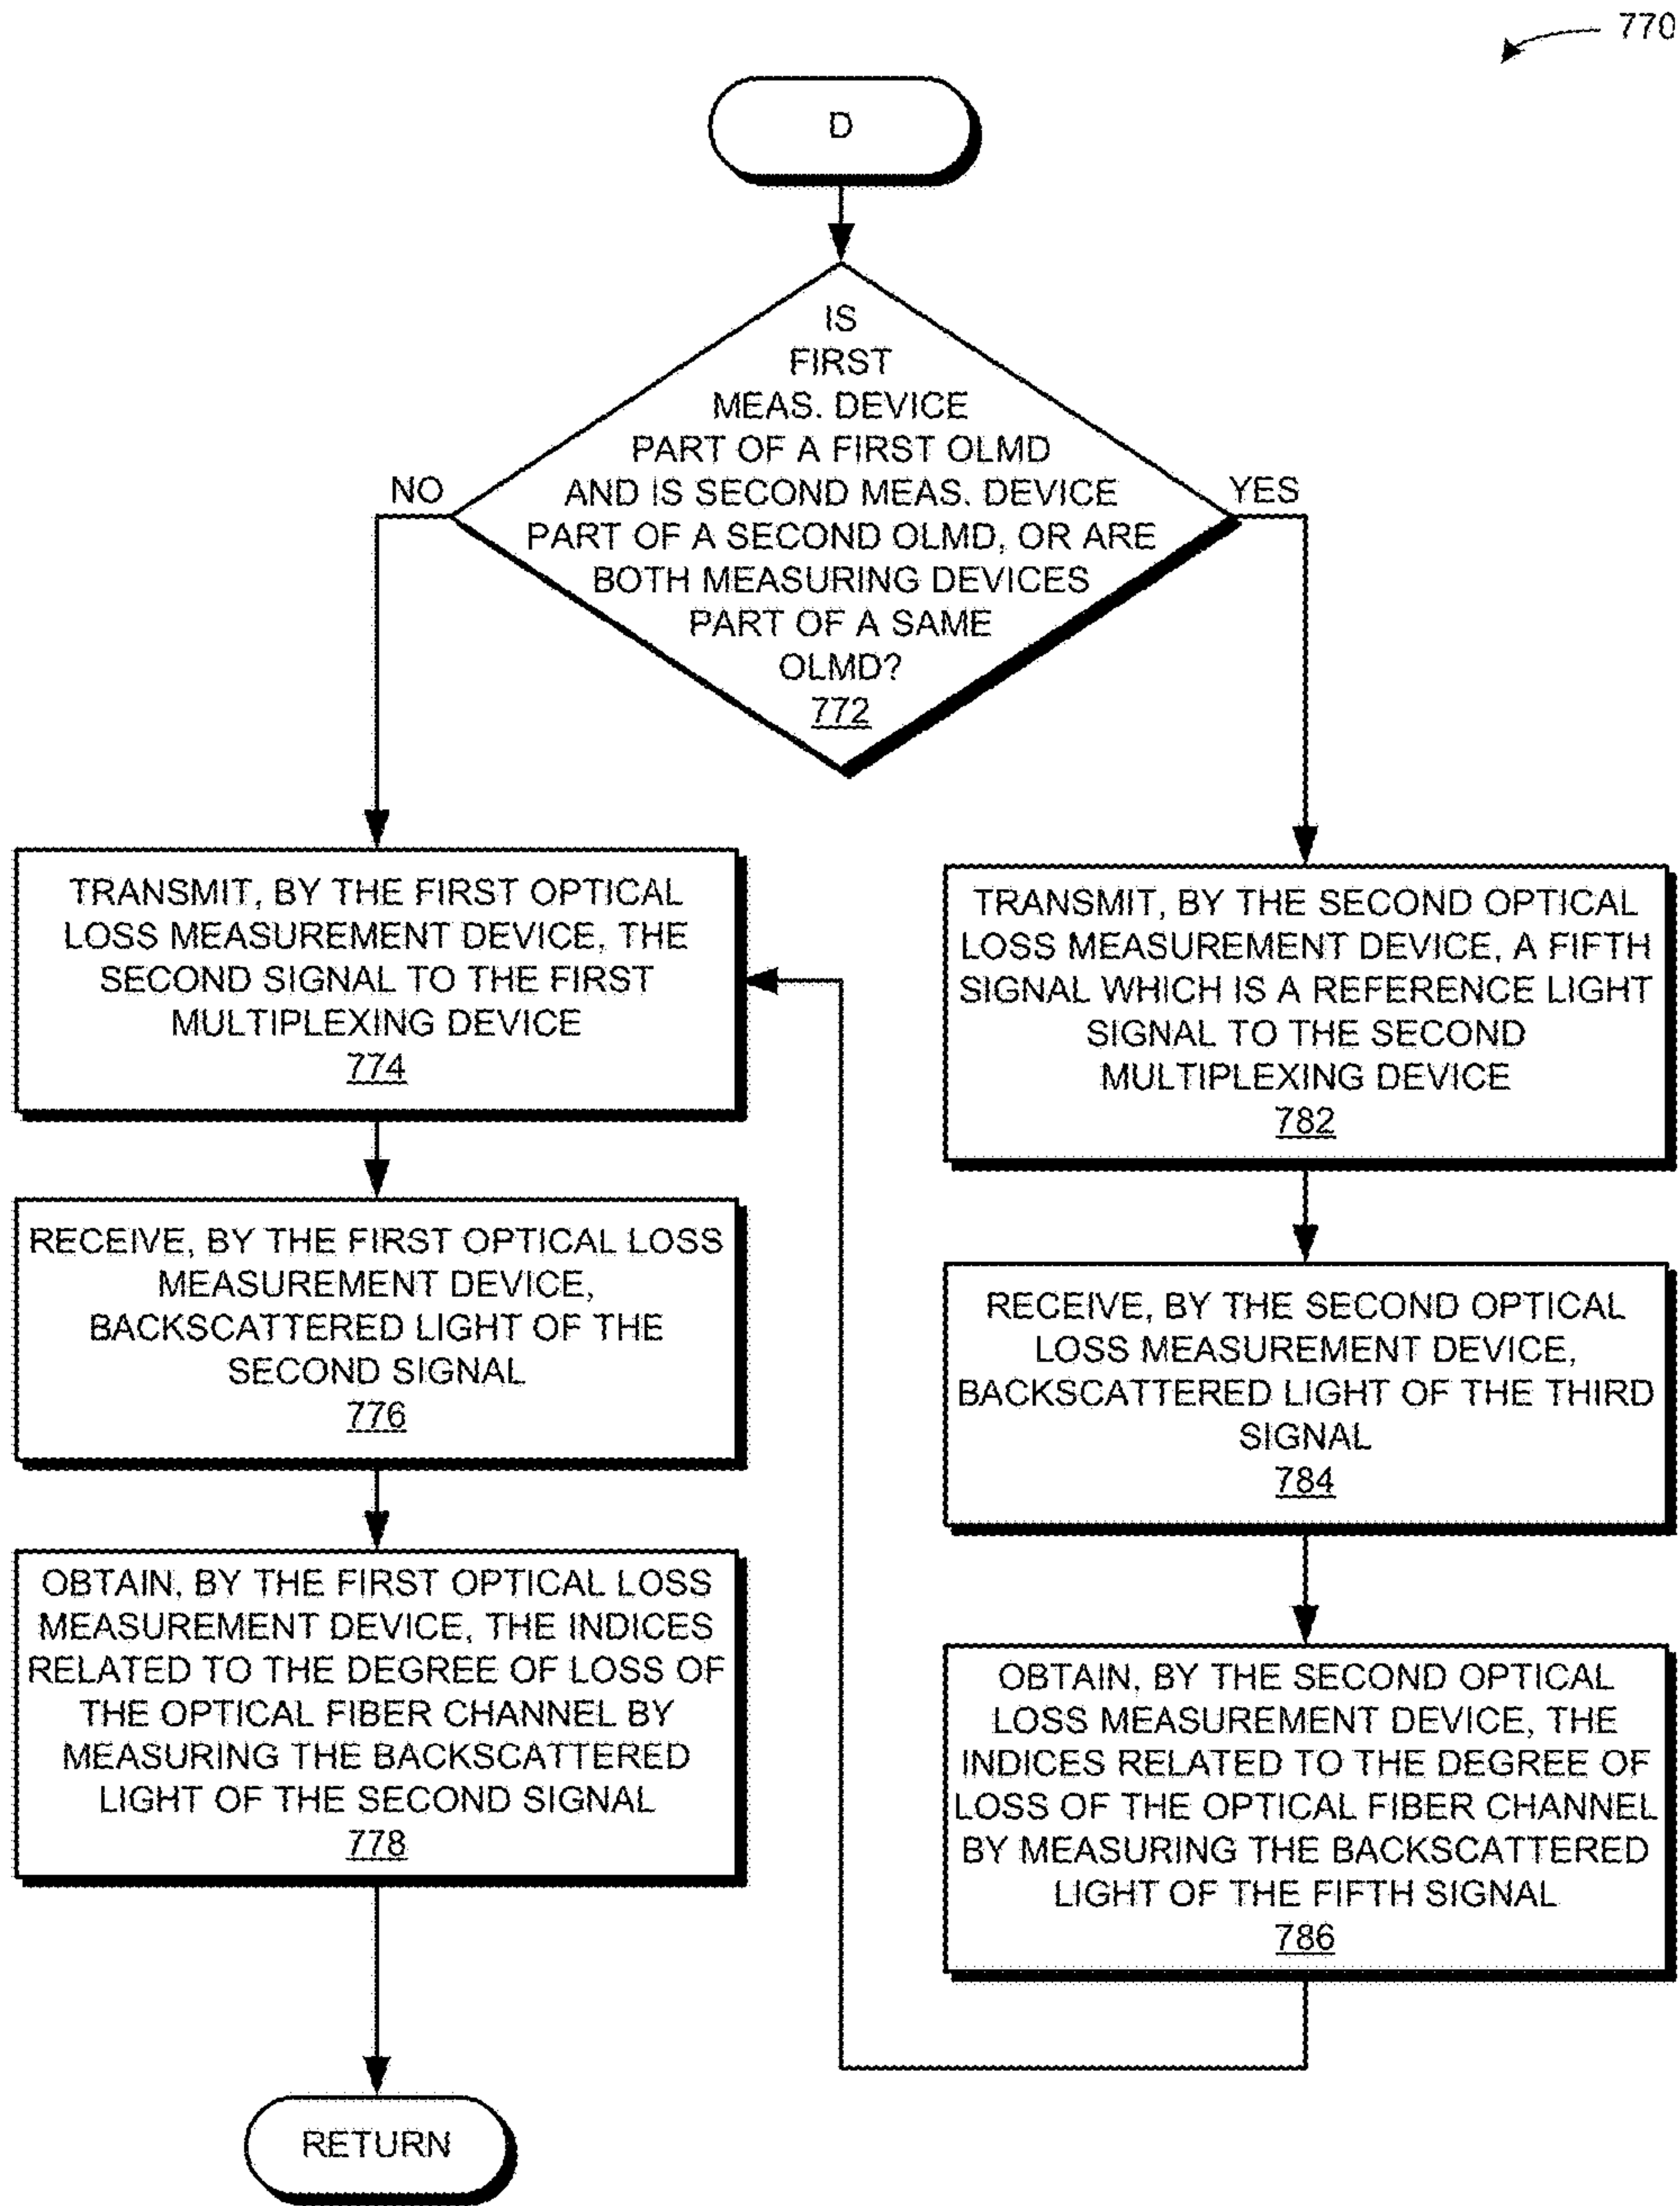 770
D
IS
FIRST
MEAS. DEVICE
PART OF A FIRST OLMD
AND IS SECOND MEAS. DEVICE
PART OF A SECOND OLMD, OR ARE
BOTH MEASURING DEVICES
PART OF A SAME
OLMD?
772
NO
YES
TRANSMIT, BY THE FIRST OPTICAL
LOSS MEASUREMENT DEVICE, THE
SECOND SIGNAL TO THE FIRST
MULTIPLEXING DEVICE
774
RECEIVE, BY THE FIRST OPTICAL LOSS
MEASUREMENT DEVICE,
BACKSCATTERED LIGHT OF THE
SECOND SIGNAL
776
OBTAIN, BY THE FIRST OPTICAL LOSS
MEASUREMENT DEVICE, THE INDICES
RELATED TO THE DEGREE OF LOSS OF
THE OPTICAL FIBER CHANNEL BY
MEASURING THE BACKSCATTERED
LIGHT OF THE SECOND SIGNAL
778
RETURN
TRANSMIT, BY THE SECOND OPTICAL
LOSS MEASUREMENT DEVICE, A FIFTH
SIGNAL WHICH IS A REFERENCE LIGHT
SIGNAL TO THE SECOND
MULTIPLEXING DEVICE
782
RECEIVE, BY THE SECOND OPTICAL
LOSS MEASUREMENT DEVICE,
BACKSCATTERED LIGHT OF THE THIRD
SIGNAL
784
OBTAIN, BY THE SECOND OPTICAL
LOSS MEASUREMENT DEVICE, THE
INDICES RELATED TO THE DEGREE OF
LOSS OF THE OPTICAL FIBER CHANNEL
BY MEASURING THE BACKSCATTERED
LIGHT OF THE FIFTH SIGNAL
786